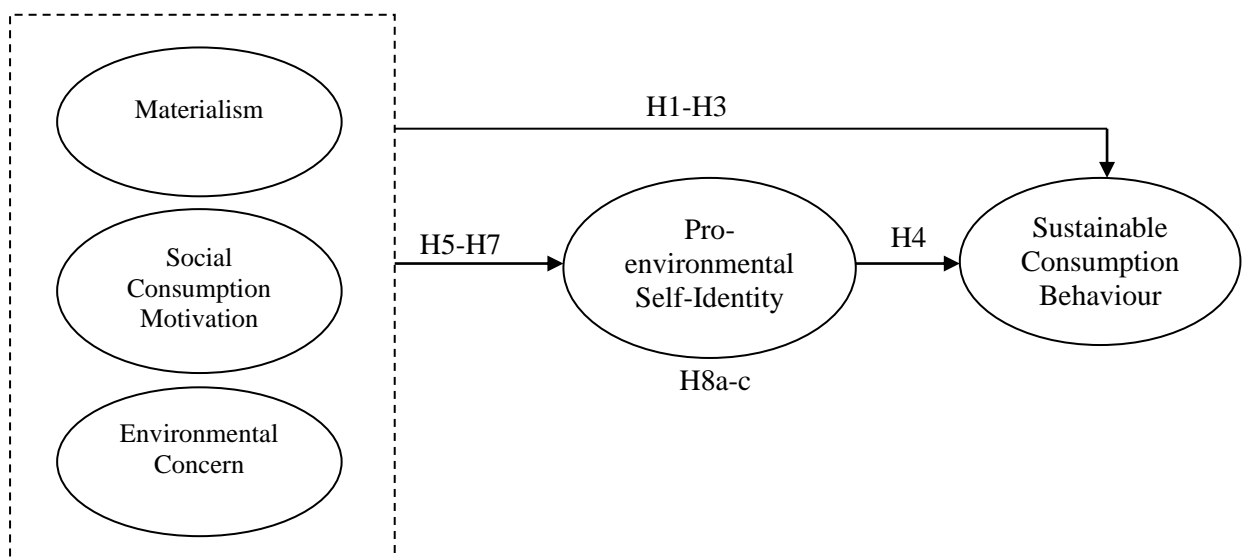 Materialism
Social
Consumption
Motivation
Environmental
Concern
H1-H3
H5-H7
Pro-
environmental
Self-Identity
H8a-c
H4
Sustainable
Consumption
Behaviour